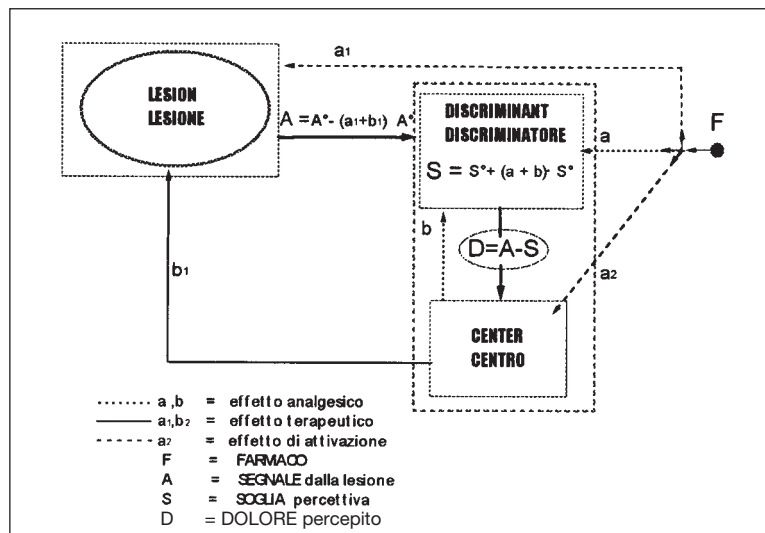 a1
LESION
LESIONE
A = A°- (a1+b1) A°
DISCRIMINANT
DISCRIMINATORE
S = S°+ (a + b)· S°
a
F
b
D=A-S
a2
b1
CENTER
CENTRO
a ,b = effetto analgesico
a1,b2 = effetto terapeutico
a2 = effetto di attivazione
F = FARMACO
A = SEGNALE dalla lesione
S = SOGLIA percettiva
D = DOLORE percepito